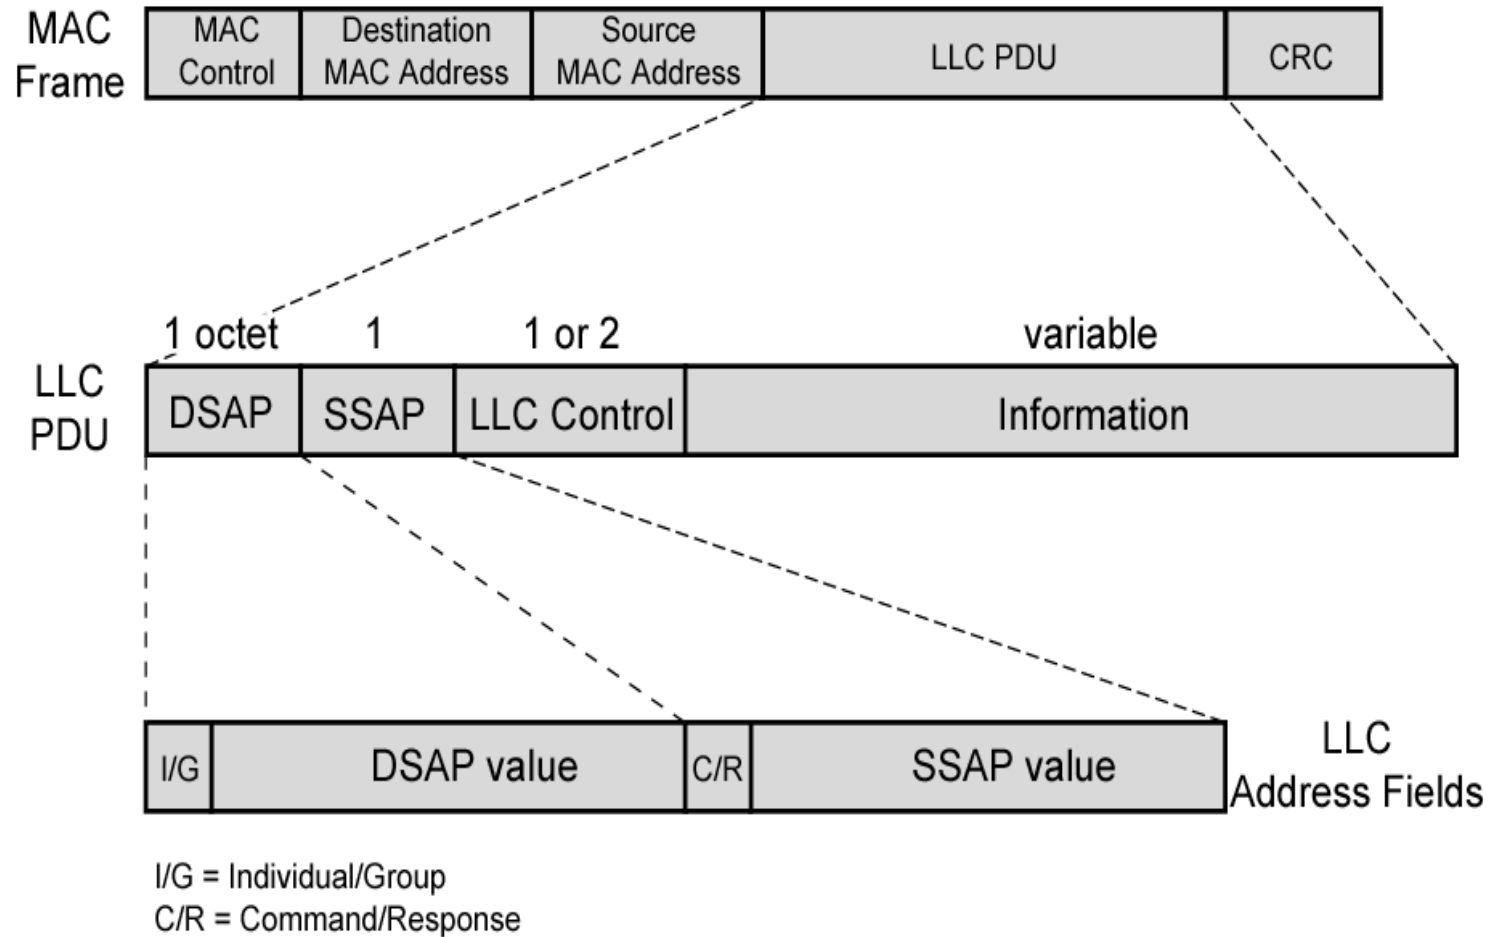 MAC
Frame
MAC
Control
Destination
MAC Address
Source
MAC Address
LLC PDU
CRC
1 octet
1
1 or 2
variable
LLC
PDU
DSAP
SSAP
LLC Control
Information
I/G
DSAP value
C/R
SSAP value
LLC
Address Fields
I/G = Individual/Group
C/R = Command/Response